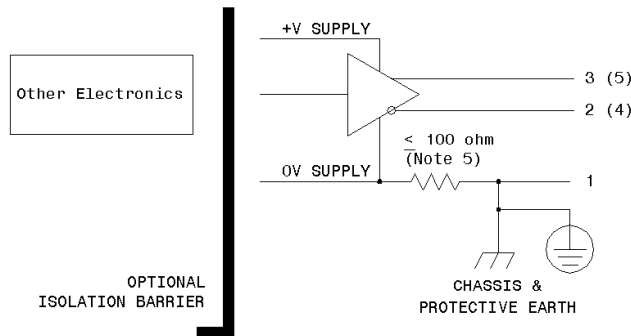 +V SUPPLY
Other Electronics
3 (5)
2 (4)
≤ 100 ohm
(Note 5)
0V SUPPLY
1
OPTIONAL
ISOLATION BARRIER
CHASSIS &
PROTECTIVE EARTH